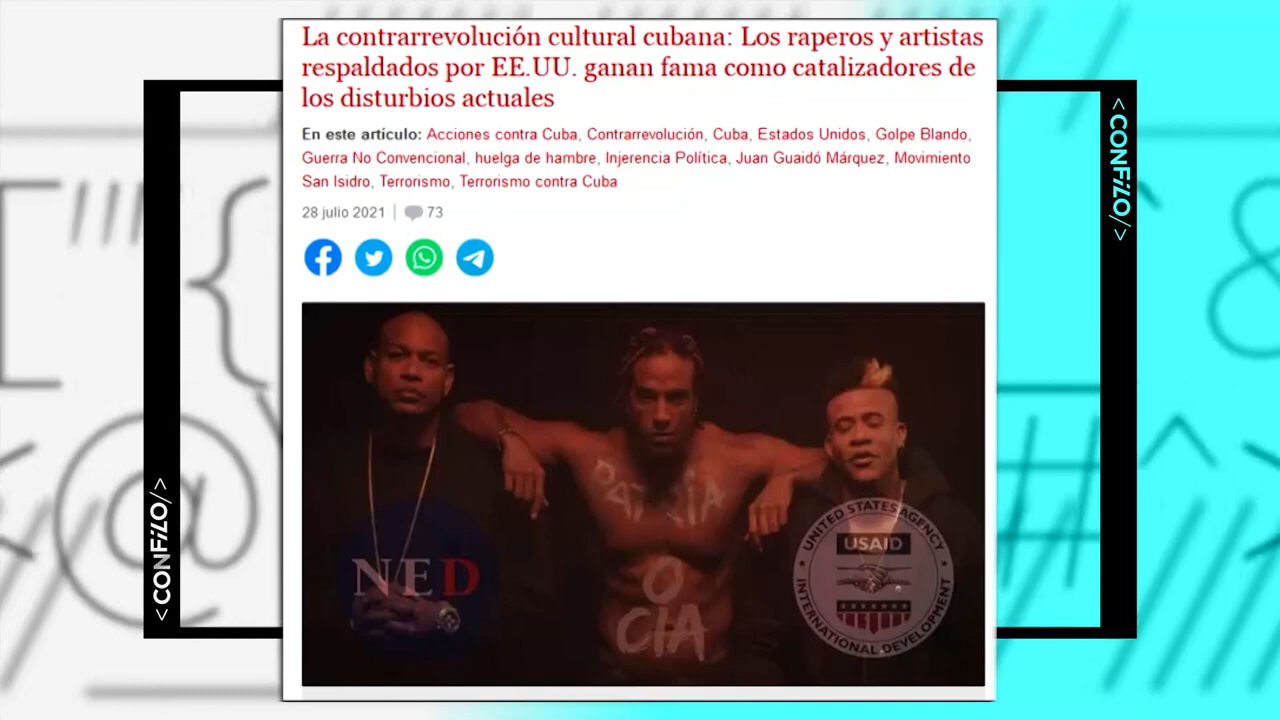 La contrarrevolución cultural cubana: Los raperos y artistas
respaldados por EE.UU. ganan fama como catalizadores de
los disturbios actuales
En este artículo: Acciones contra Cuba, Contrarrevolución, Cuba, Estados Unidos, Golpe Blando,
Guerra No Convencional, huelga de hambre, Injerencia Política, Juan Guaidó Márquez, Movimiento
San Isidro, Terrorismo, Terrorismo contra Cuba
28 julio 2021 | 73
<CONFiLO/>
<CONFiLO/>
PATRIA
O
CIA
NED
UNITED STATES AGENCY
USAID
INTERNATIONAL DEVELOPMENT